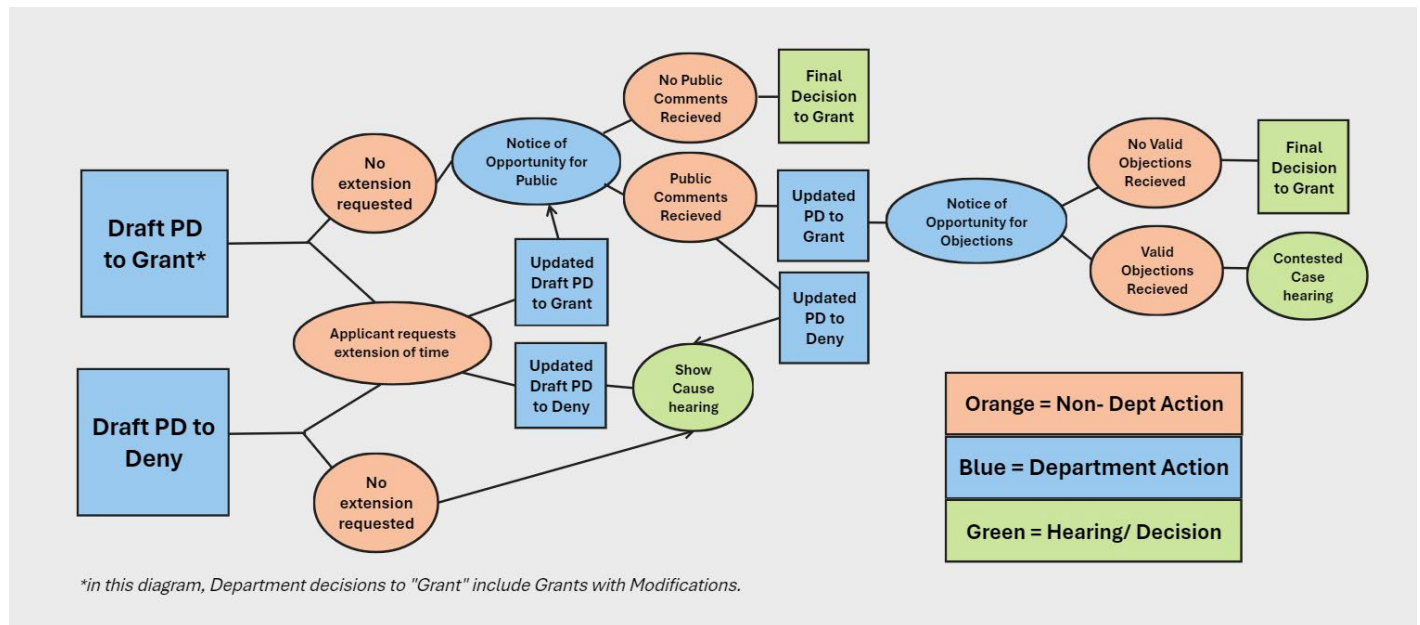 Draft PD
to Grant*
Draft PD to
Deny
No
extension
requested
Applicant requests
extension of time
No
extension
requested
Notice of
Opportunity for
Public
Updated
Draft PD
to Grant
Updated
Draft PD
to Deny
No Public
Comments
Recieved
Public
Comments
Recieved
Show
Cause
hearing
Final
Decision
to Grant
Updated
PD to
Grant
Updated
PD to
Deny
Notice of
Opportunity for
Objections
No Valid
Objections
Recieved
Valid
Objections
Recieved
Final
Decision
to Grant
Contested
Case
hearing
Orange = Non- Dept Action
Blue = Department Action
Green = Hearing/ Decision
*in this diagram, Department decisions to "Grant" include Grants with Modifications.